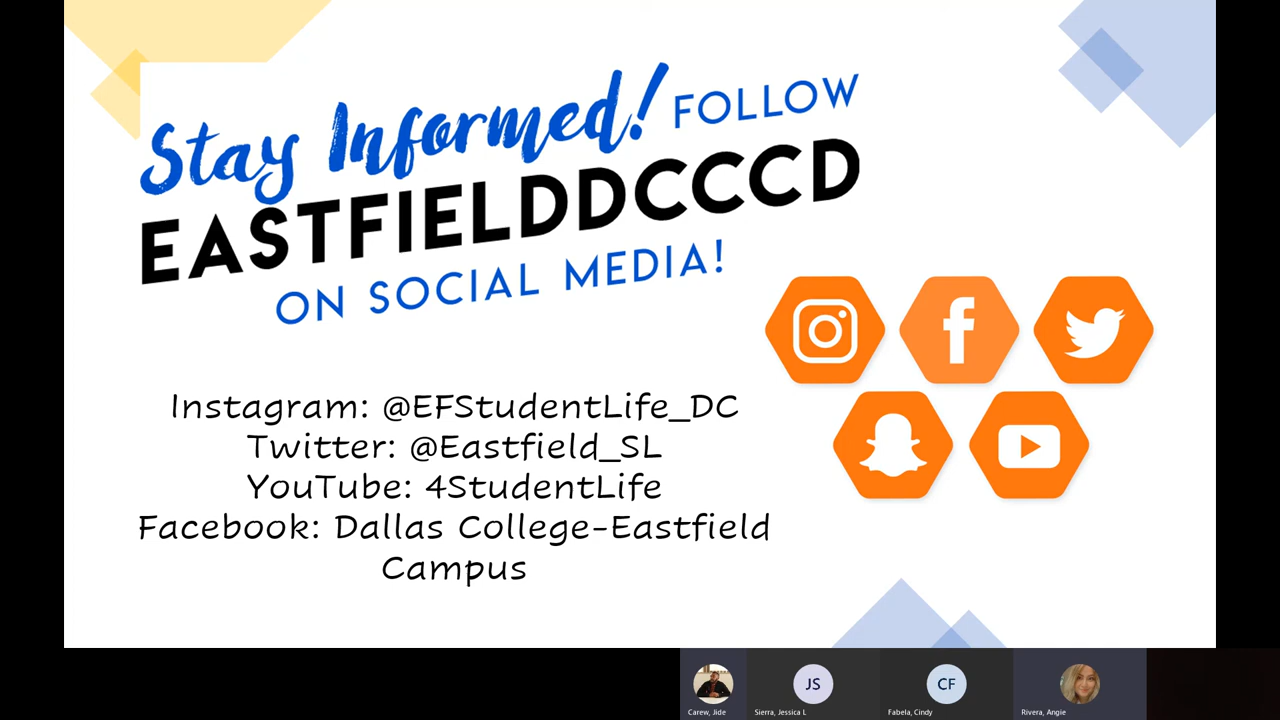 Stay Informed! FOLLOW
EASTFIELDDCCCD
ON SOCIAL MEDIA!
Instagram: @EFStudentLife_DC
Twitter: @Eastfield_SL
YouTube: 4StudentLife
Facebook: Dallas College-Eastfield
Campus
JS
CF
Carew, Jide
Sierra, Jessica L
Fabela, Cindy
Rivera, Angie